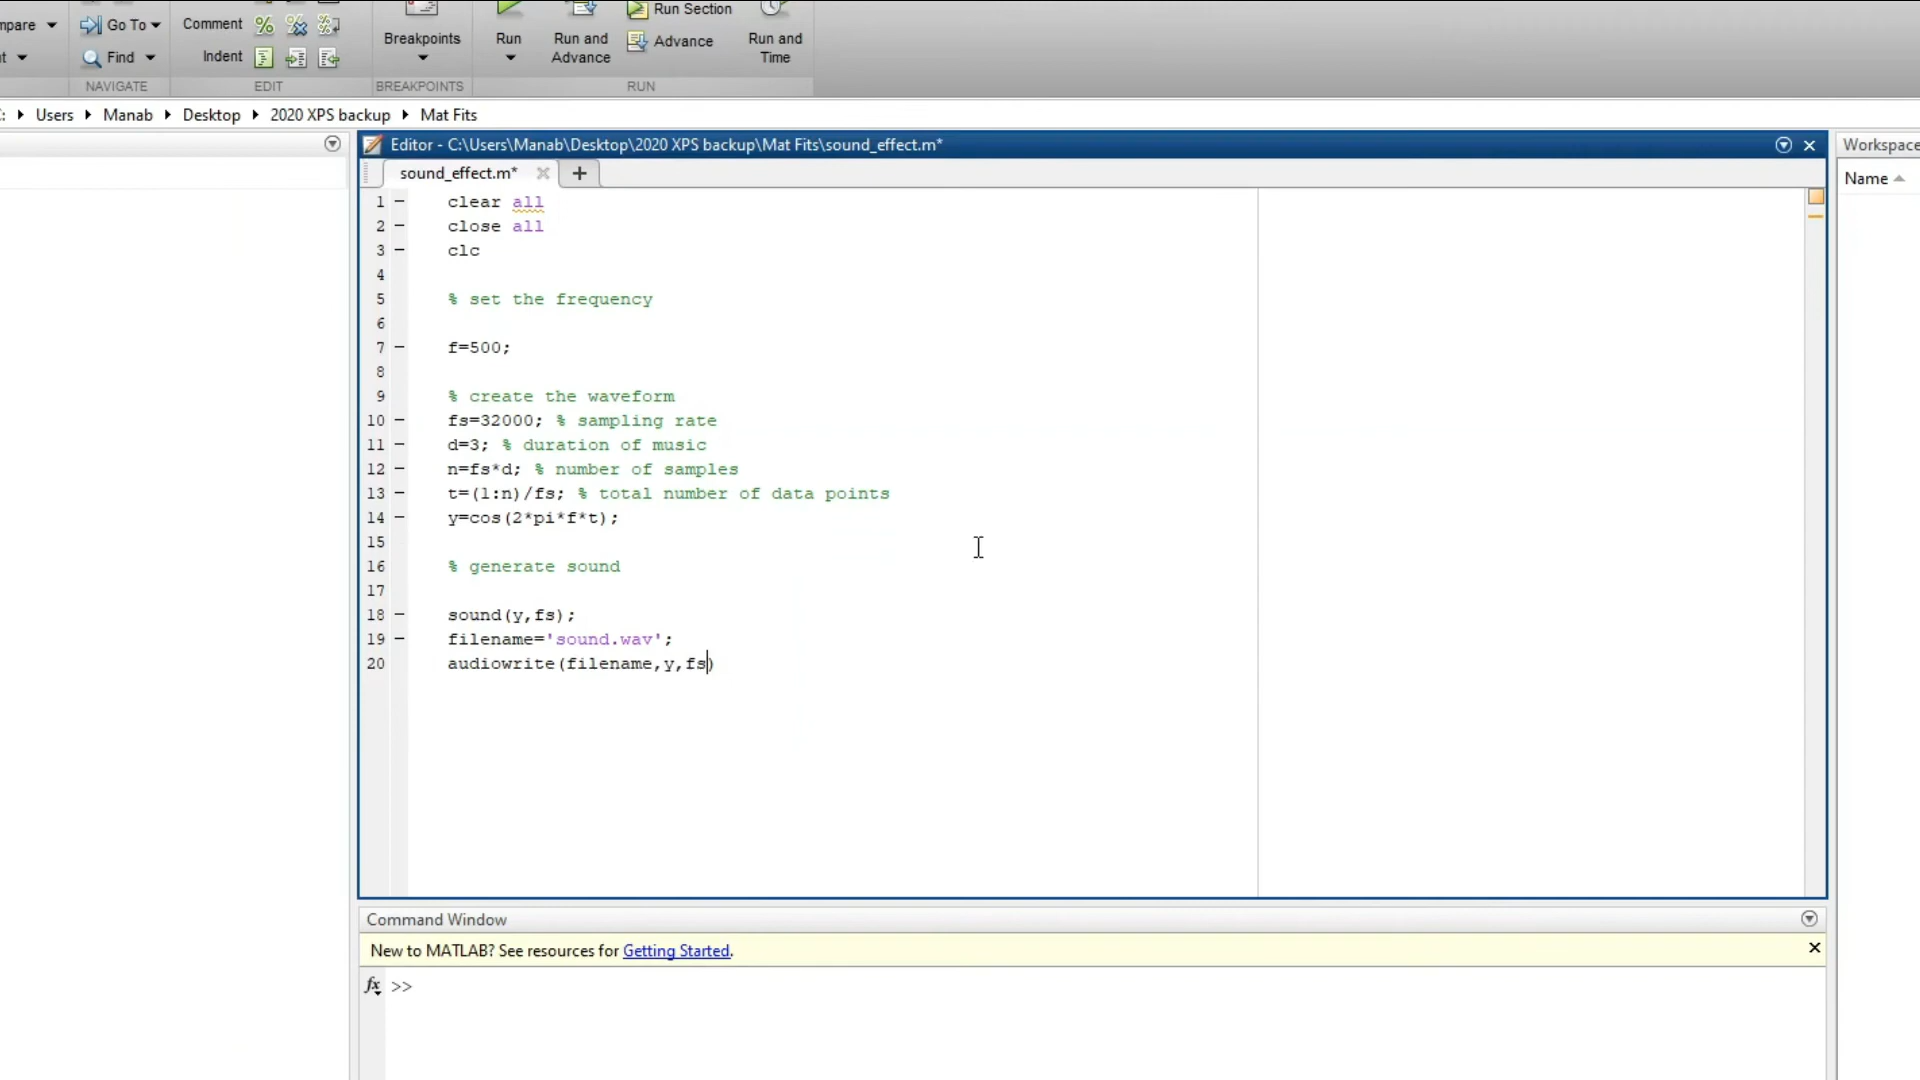 mpare
Go To
Comment
Run Section
Breakpoints
Run
Run and
Advance
Advance
Run and
Time
t
Find
Indent
NAVIGATE
EDIT
BREAKPOINTS
RUN
: Users Manab Desktop 2020 XPS backup Mat Fits
Editor - C:\Users\Manab\Desktop\2020 XPS backup\Mat Fits\sound_effect.m*
Workspace
sound_effect.m* +
Name
1 clear all
2 close all
3 clc
4
5 % set the frequency
6
7 f=500;
8
9 % create the waveform
10 fs=32000; % sampling rate
11 d=3; % duration of music
12 n=fs*d; % number of samples
13 t=(1:n)/fs; % total number of data points
14 y=cos(2*pi*f*t);
15
16 % generate sound
17
18 sound(y,fs);
19 filename='sound.wav';
20 audiowrite(filename,y,fs)
Command Window
New to MATLAB? See resources for Getting Started.
fx >>